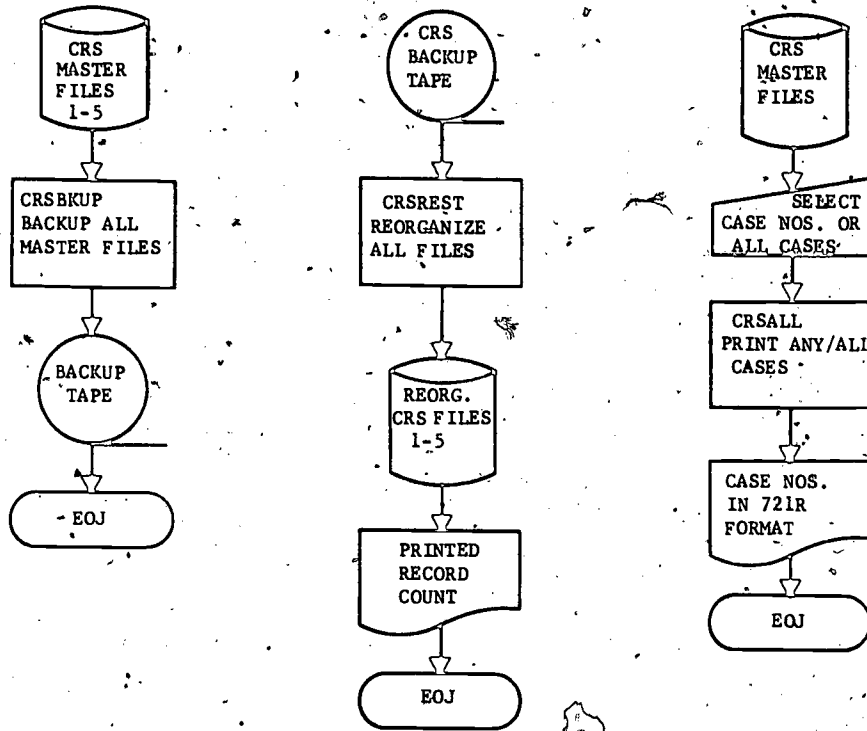 CRS
MASTER
FILES
1-5
CRSBKUP
BACKUP ALL
MASTER FILES
BACKUP
TAPE
EOJ
CRS
BACKUP
TAPE
CRSREST
REORGANIZE
ALL FILES
REORG.
CRS FILES
1-5
PRINTED
RECORD
COUNT
EOJ
CRS
MASTER
FILES
SELECT
CASE NOS. OR
ALL CASES
CRSALL
PRINT ANY/ALL
CASES
CASE NOS.
IN 721R
FORMAT
EOJ